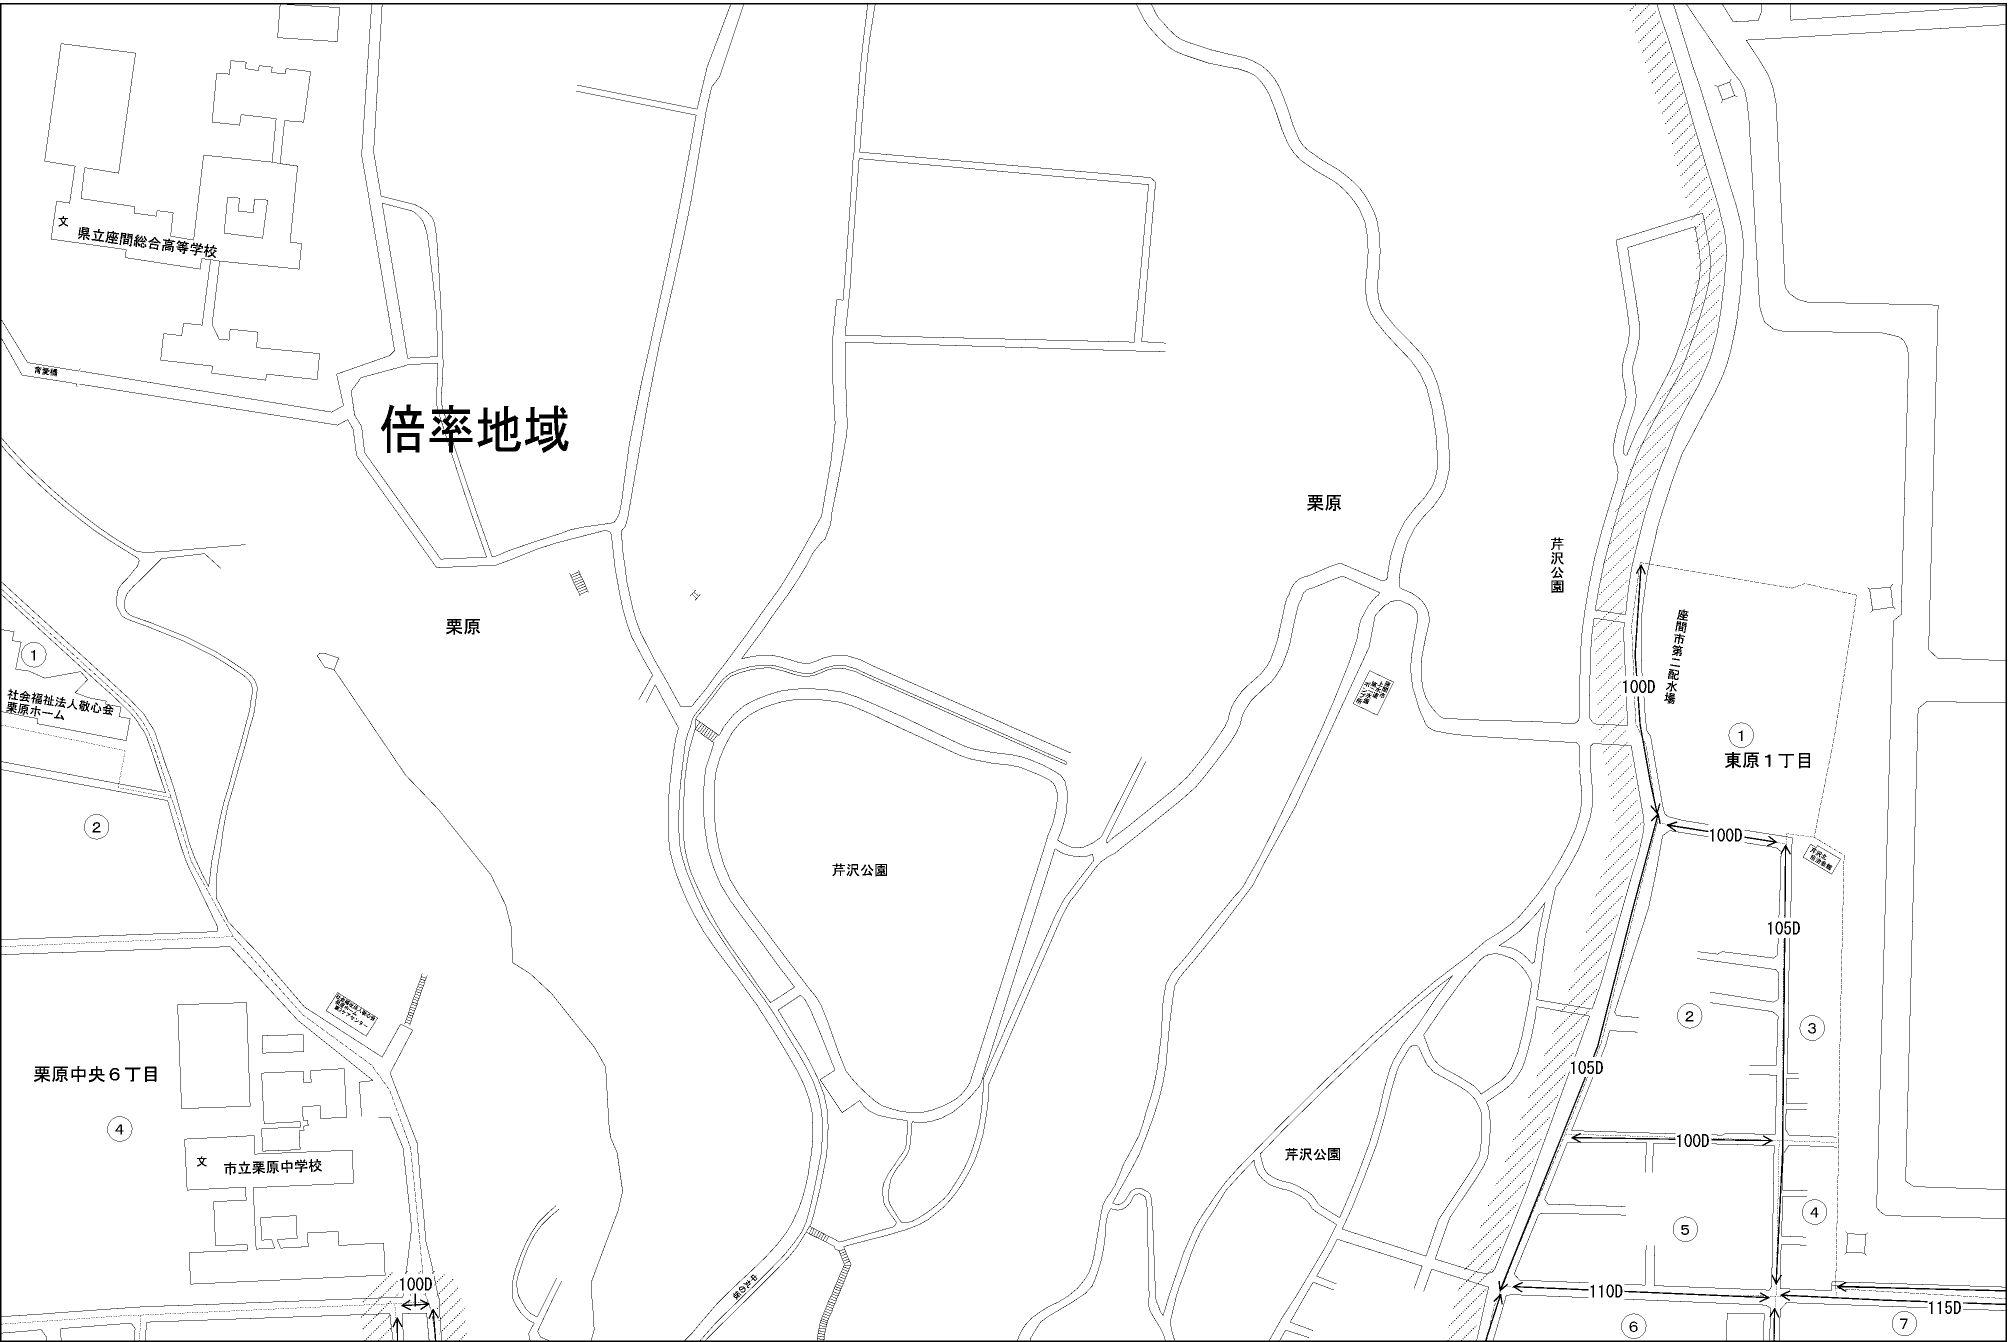 文
県立座間総合高等学校
青愛橋
倍率地域
栗原
芹沢公園
栗原
座間市第二配水場
100D
①
東原1丁目
①
社会福祉法人敬心会
栗原ホーム
②
100D
芹沢公園
105D
②
③
栗原中央6丁目
105D
④
100D
文
市立栗原中学校
芹沢公園
④
⑤
100D
110D
115D
⑥
⑦